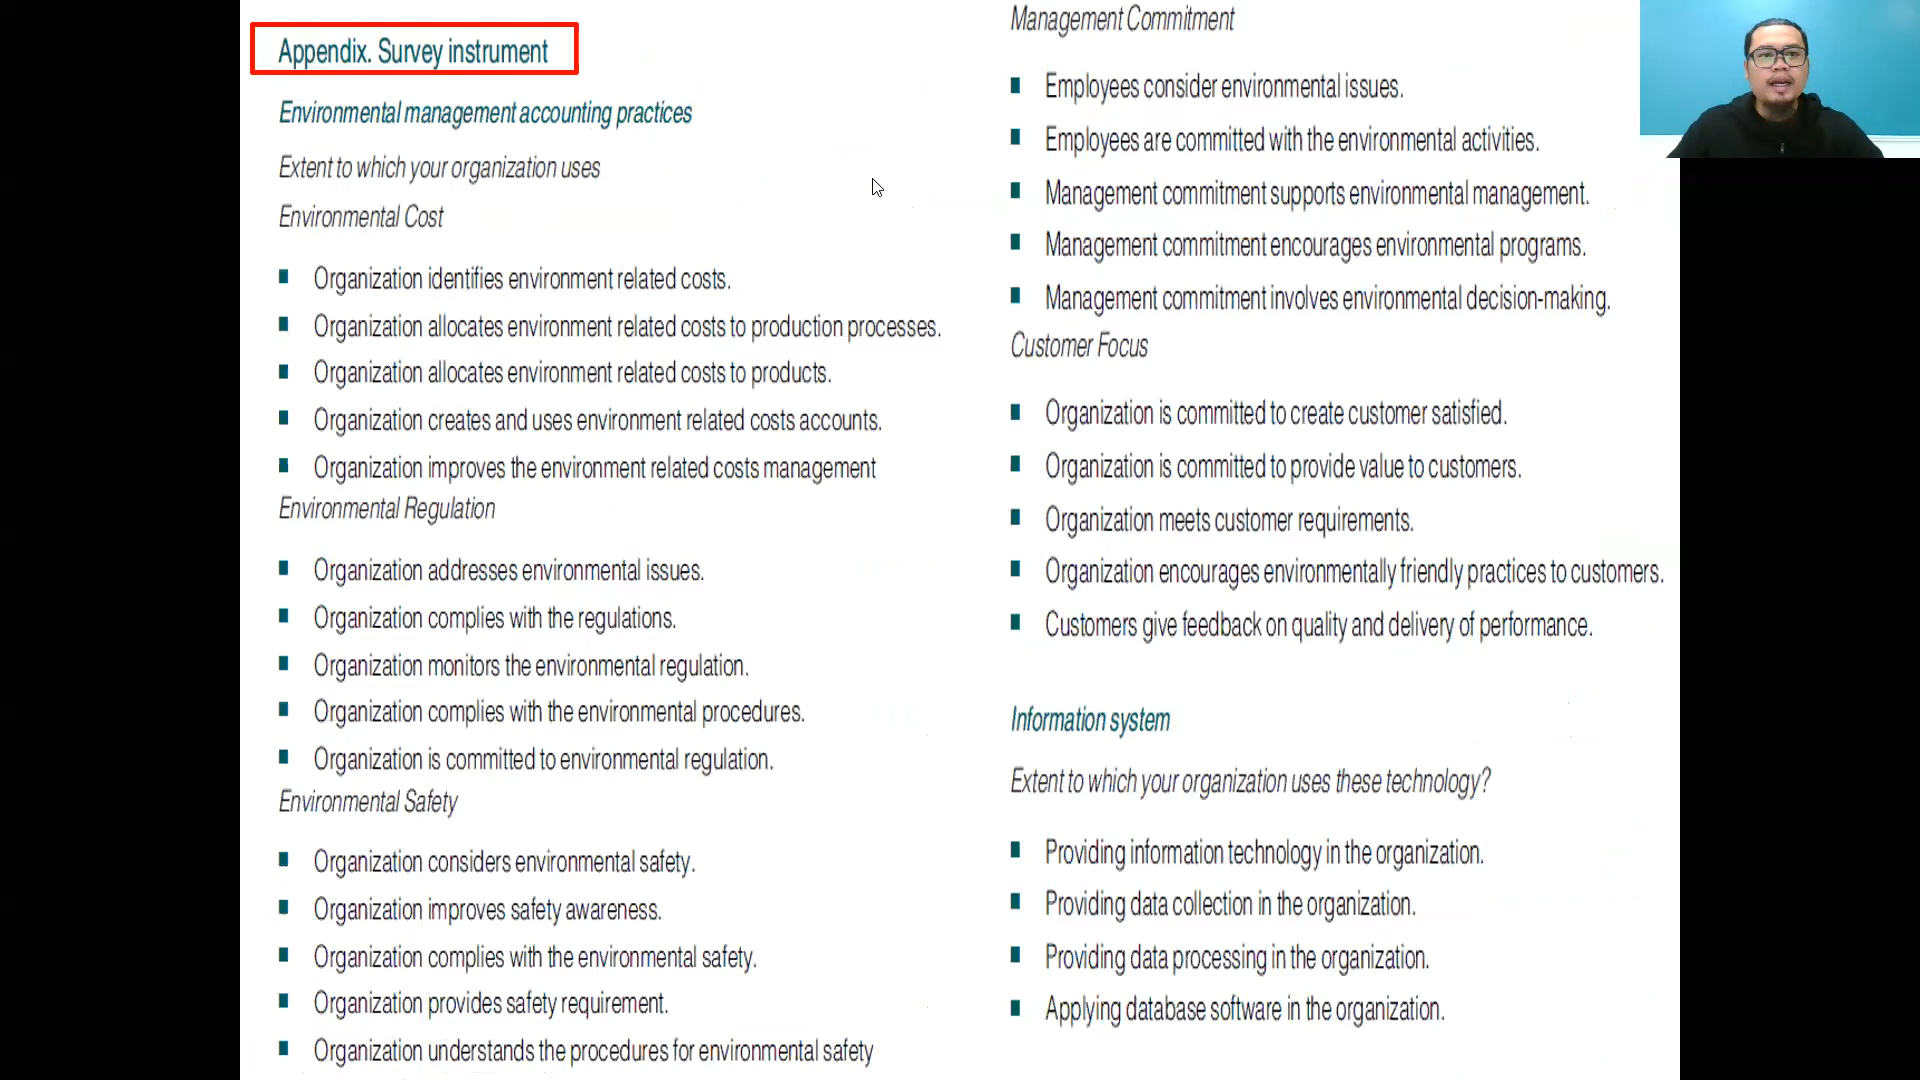 Appendix. Survey instrument
Environmental management accounting practices
Extent to which your organization uses
Environmental Cost
Organization identifies environment related costs.
Organization allocates environment related costs to production processes.
Organization allocates environment related costs to products.
Organization creates and uses environment related costs accounts.
Organization improves the environment related costs management
Environmental Regulation
Organization addresses environmental issues.
Organization complies with the regulations.
Organization monitors the environmental regulation.
Organization complies with the environmental procedures.
Organization is committed to environmental regulation.
Environmental Safety
Organization considers environmental safety.
Organization improves safety awareness.
Organization complies with the environmental safety.
Organization provides safety requirement.
Organization understands the procedures for environmental safety
Management Commitment
Employees consider environmental issues.
Employees are committed with the environmental activities.
Management commitment supports environmental management.
Management commitment encourages environmental programs.
Management commitment involves environmental decision-making.
Customer Focus
Organization is committed to create customer satisfied.
Organization is committed to provide value to customers.
Organization meets customer requirements.
Organization encourages environmentally friendly practices to customers.
Customers give feedback on quality and delivery of performance.
Information system
Extent to which your organization uses these technology?
Providing information technology in the organization.
Providing data collection in the organization.
Providing data processing in the organization.
Applying database software in the organization.